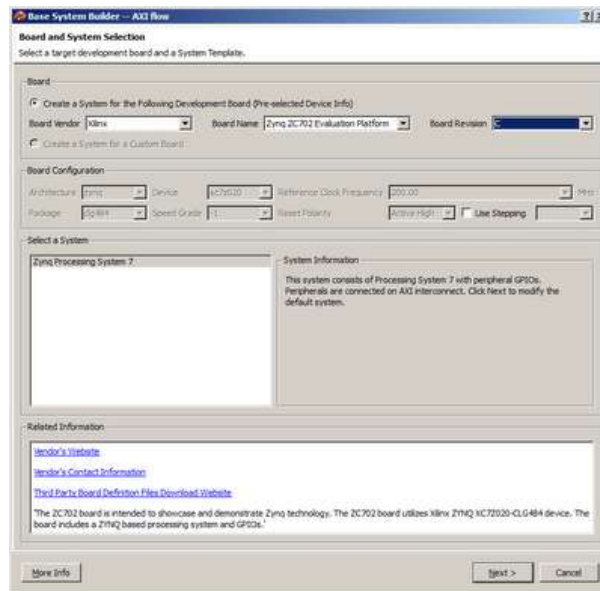 Base System Builder -- AXI flow
Board and System Selection
Select a target development board and a System Template.
Board
Create a System for the Following Development Board (Pre-selected Device Info)
Board Vendor Xilinx Board Name Zynq ZC702 Evaluation Platform Board Revision C
Create a System for a Custom Board
Board Configuration
Architecture zynq Device xc7z020 Reference Clock Frequency 200.00 MHz
Package clg484 Speed Grade -1 Reset Polarity Active High Use Stepping
Select a System
Zynq Processing System 7
System Information
This system consists of Processing System 7 with peripheral GPIOs.
Peripherals are connected on AXI interconnect. Click Next to modify the
default system.
Related Information
Vendor's Website
Vendor's Contact Information
Third Party Board Definition Files Download Website
'The ZC702 board is intended to showcase and demonstrate Zynq technology. The ZC702 board utilizes Xilinx ZYNQ XC7Z020-CLG484 device. The
board includes a ZYNQ based processing system and GPIOs.'
More Info Next > Cancel